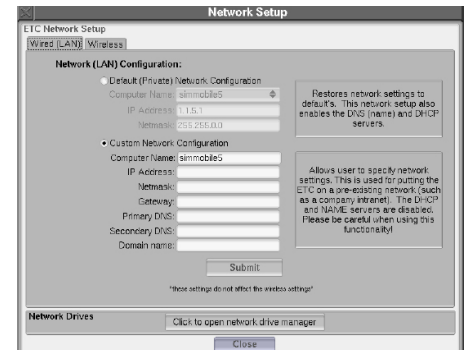 Network Setup
ETC Network Setup
Wired (LAN) Wireless
Network (LAN) Configuration:
Default (Private) Network Configuration
Computer Name: simmobile5
IP Address: 1.1.5.1
Netmask: 255.255.0.0
Restores network settings to
default's. This network setup also
enables the DNS (name) and DHCP
servers.
Custom Network Configuration
Computer Name: simmobile5
IP Address:
Netmask:
Gateway:
Primary DNS:
Secondary DNS:
Domain name:
Allows user to specify network
settings. This is used for putting the
ETC on a pre-existing network (such
as a company intranet). The DHCP
and NAME servers are disabled.
Please be careful when using this
functionality!
Submit
*these settings do not affect the wireless settings*
Network Drives
Click to open network drive manager
Close